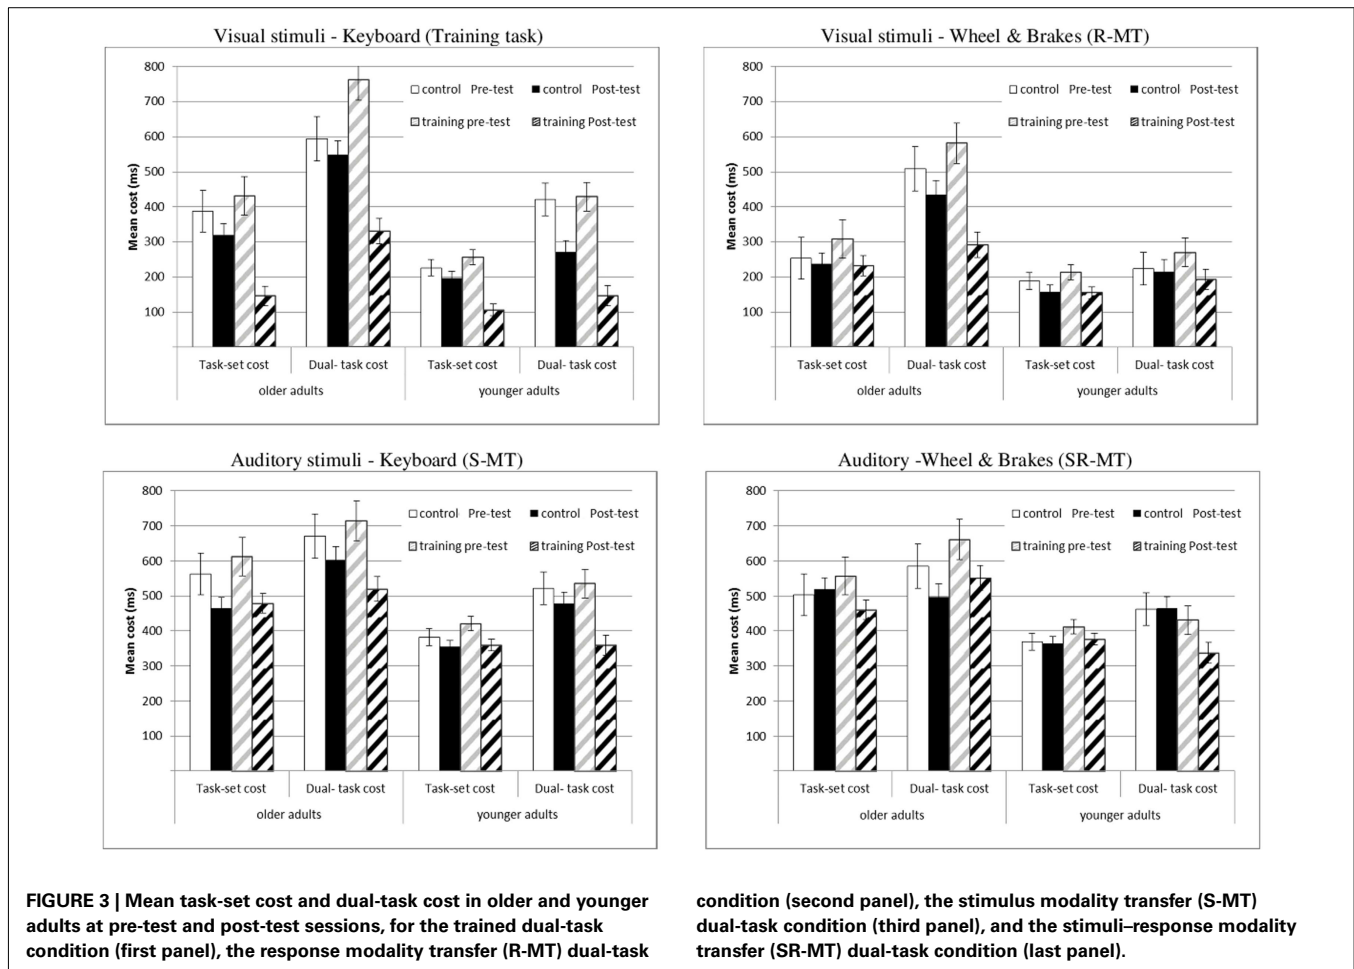 Visual stimuli - Keyboard (Training task)
800
700
600
500
400
300
200
100
Mean cost (ms)
control Pre-test control Post-test
training pre-test training Post-test
Task-set cost Dual- task cost Task-set cost Dual- task cost
older adults younger adults
Visual stimuli - Wheel & Brakes (R-MT)
800
700
600
500
400
300
200
100
Mean cost (ms)
control Pre-test control Post-test
training pre-test training Post-test
Task-set cost Dual- task cost Task-set cost Dual- task cost
older adults younger adults
Auditory stimuli - Keyboard (S-MT)
800
700
600
500
400
300
200
100
Mean cost (ms)
control Pre-test control Post-test
training pre-test training Post-test
Task-set cost Dual- task cost Task-set cost Dual- task cost
older adults younger adults
Auditory -Wheel & Brakes (SR-MT)
800
700
600
500
400
300
200
100
Mean cost (ms)
control Pre-test control Post-test
training pre-test training Post-test
Task-set cost Dual- task cost Task-set cost Dual- task cost
older adults younger adults
FIGURE 3 | Mean task-set cost and dual-task cost in older and younger
adults at pre-test and post-test sessions, for the trained dual-task
condition (first panel), the response modality transfer (R-MT) dual-task
condition (second panel), the stimulus modality transfer (S-MT)
dual-task condition (third panel), and the stimuli–response modality
transfer (SR-MT) dual-task condition (last panel).